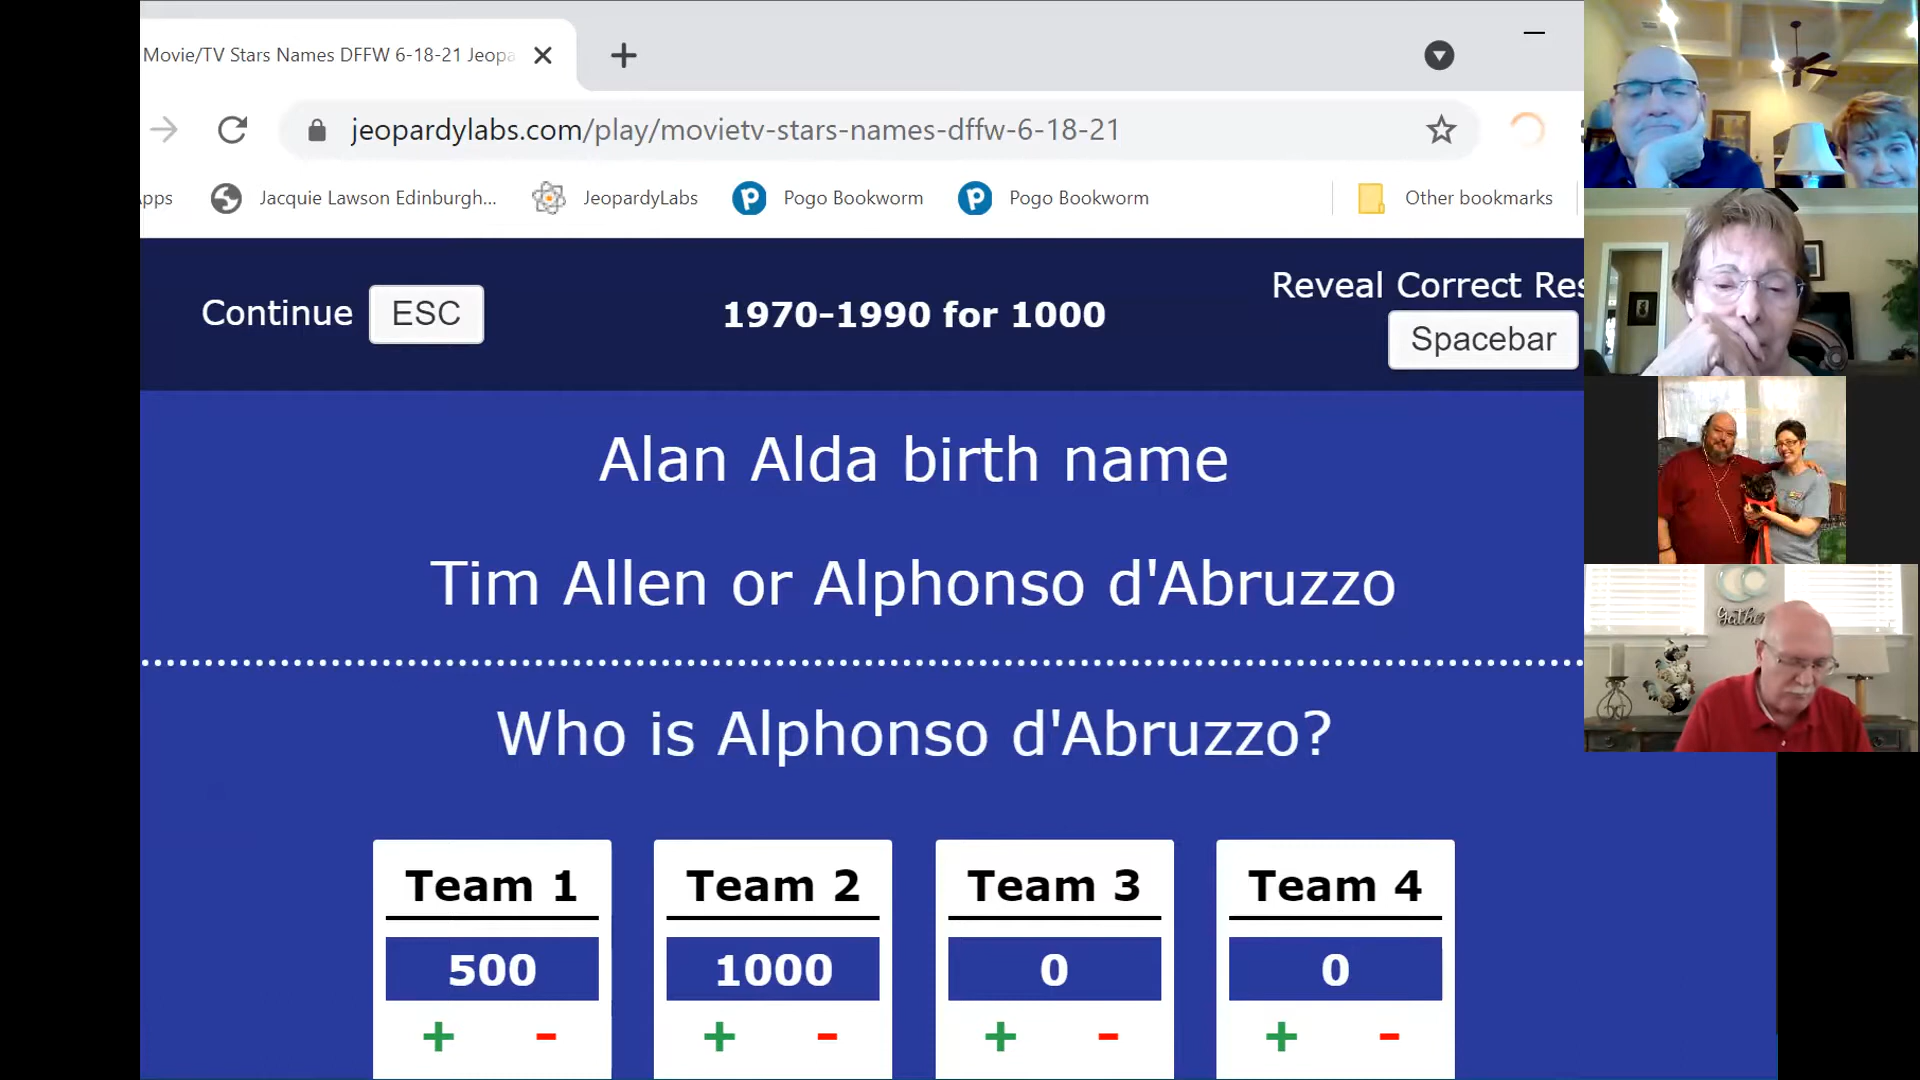 Movie/TV Stars Names DFFW 6-18-21 Jeop
jeopardylabs.com/play/movietv-stars-names-dffw-6-18-21
pps
Jacquie Lawson Edinburgh...
JeopardyLabs
Pogo Bookworm
Pogo Bookworm
Other bookmarks
Continue ESC
1970-1990 for 1000
Reveal Correct Res
Spacebar
Alan Alda birth name
Tim Allen or Alphonso d'Abruzzo
Who is Alphonso d'Abruzzo?
Team 1 Team 2 Team 3 Team 4
500 1000 0 0
+ - + - + - + -
Gathe